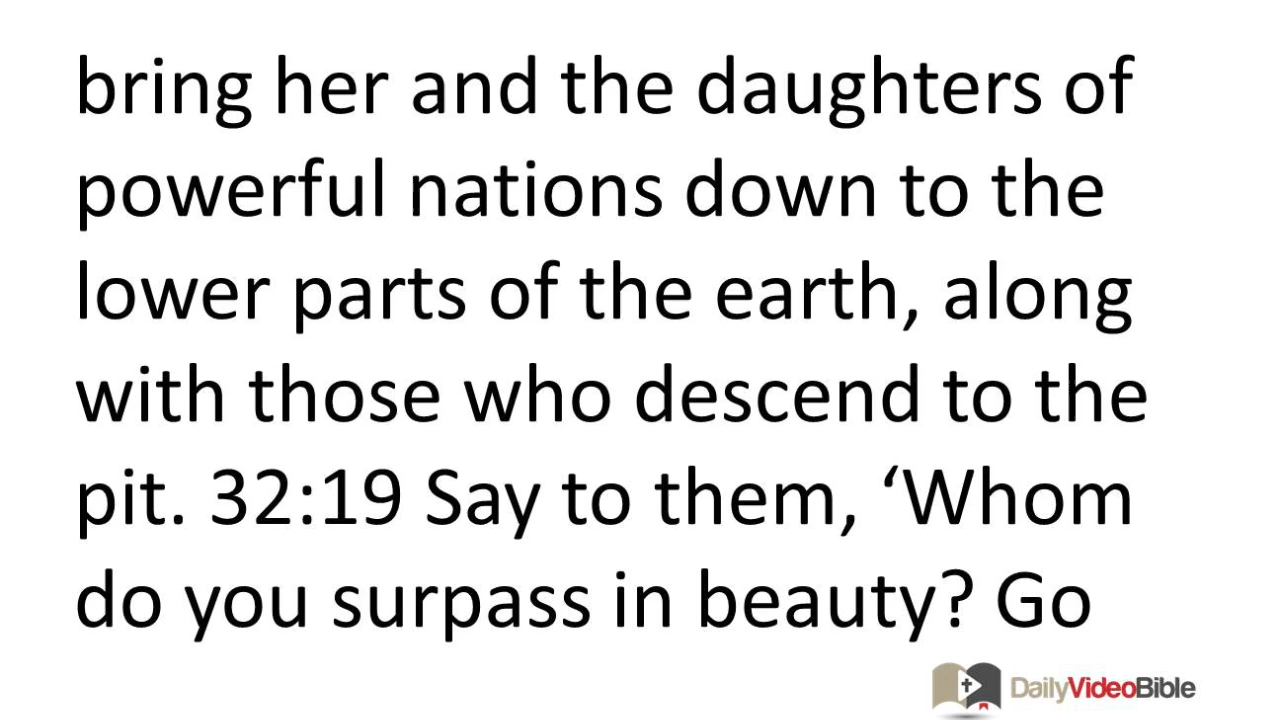 bring her and the daughters of
powerful nations down to the
lower parts of the earth, along
with those who descend to the
pit. 32:19 Say to them, ‘Whom
do you surpass in beauty? Go
DailyVideoBible